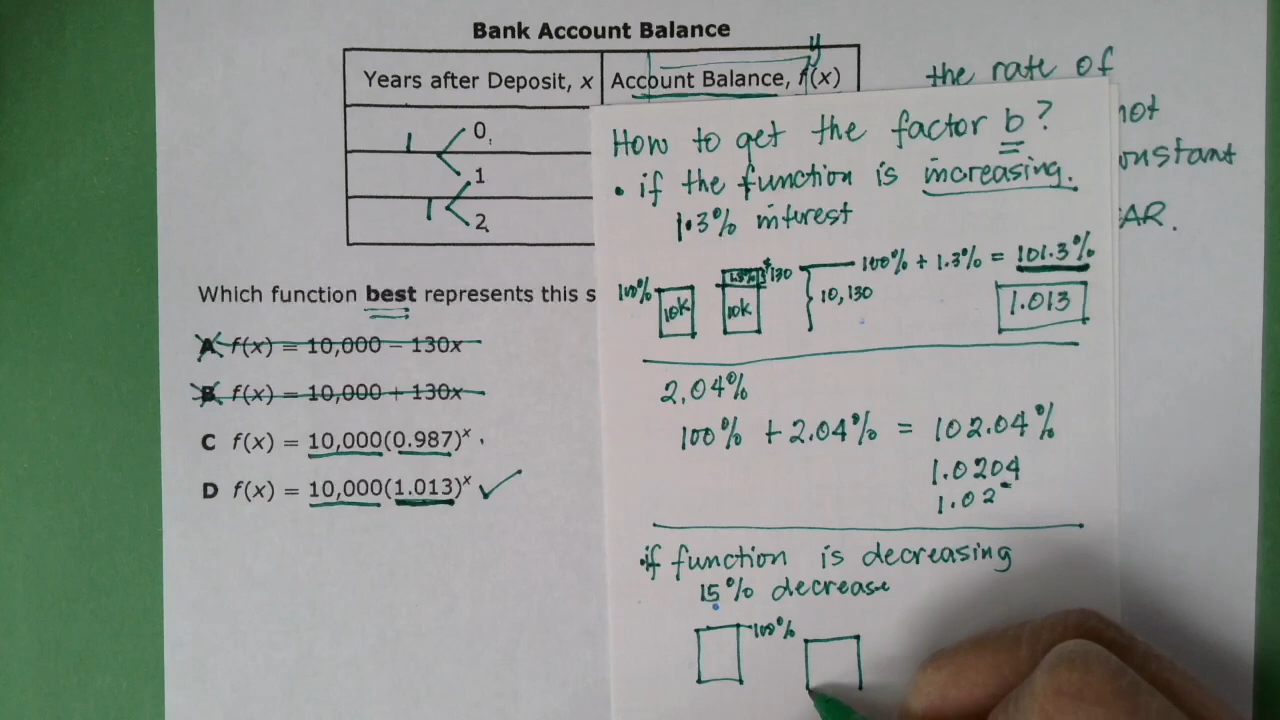 Bank Account Balance
y
Years after Deposit, x Account Balance, f(x)
1 0
1
1 2
Which function best represents this s
A f(x) = 10,000 − 130x
B f(x) = 10,000 + 130x
C f(x) = 10,000(0.987)ˣ
D f(x) = 10,000(1.013)ˣ ✓
the rate of
not
onstant
AR.
How to get the factor b?
• if the function is increasing.
1.3% interest
100% 10K 10K 1.3% $130 10,130 100% + 1.3% = 101.3%
1.013
2.04%
100% + 2.04% = 102.04%
1.0204
1.02
• if function is decreasing
15% decrease
100%